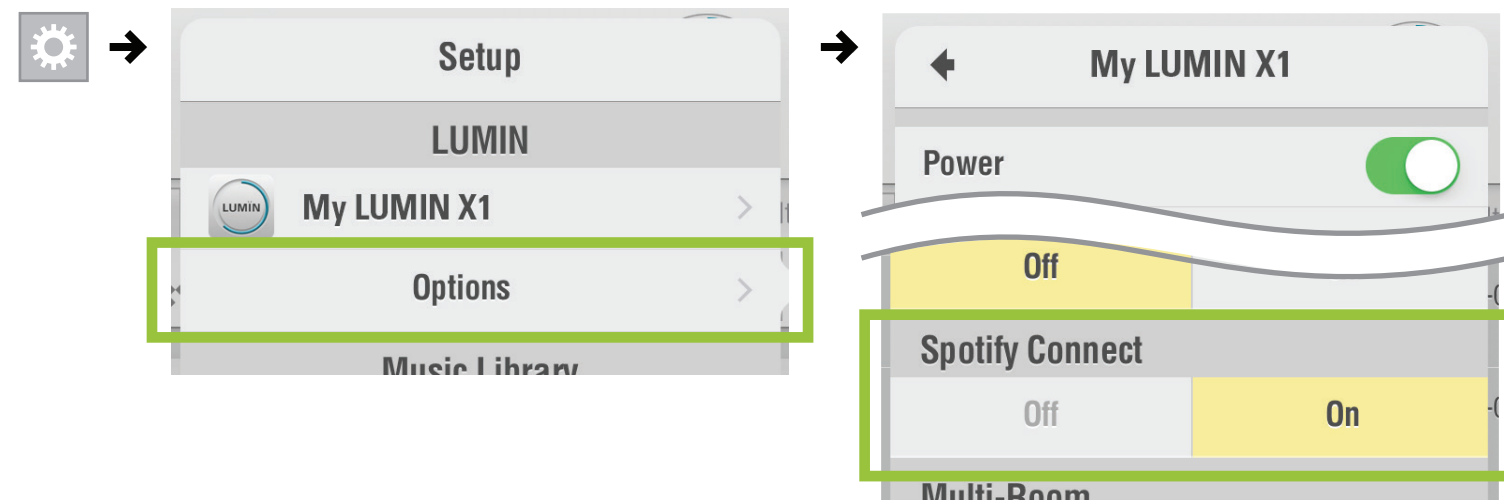 Setup
LUMIN
LUMIN
My LUMIN X1
Options
Music Library
My LUMIN X1
Power
Off
Spotify Connect
Off
On
Multi-Room